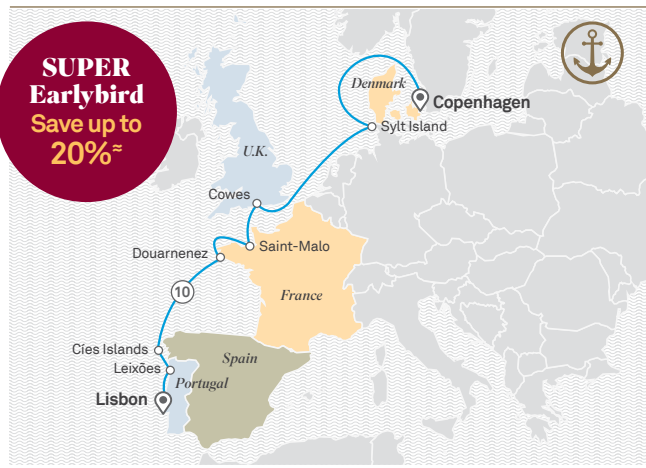 SUPER
Earlybird
Save up to
20%≈
Denmark
Copenhagen
Sylt Island
U.K.
Cowes
Saint-Malo
Douarnenez
10
France
Cíes Islands
Spain
Leixões
Portugal
Lisbon